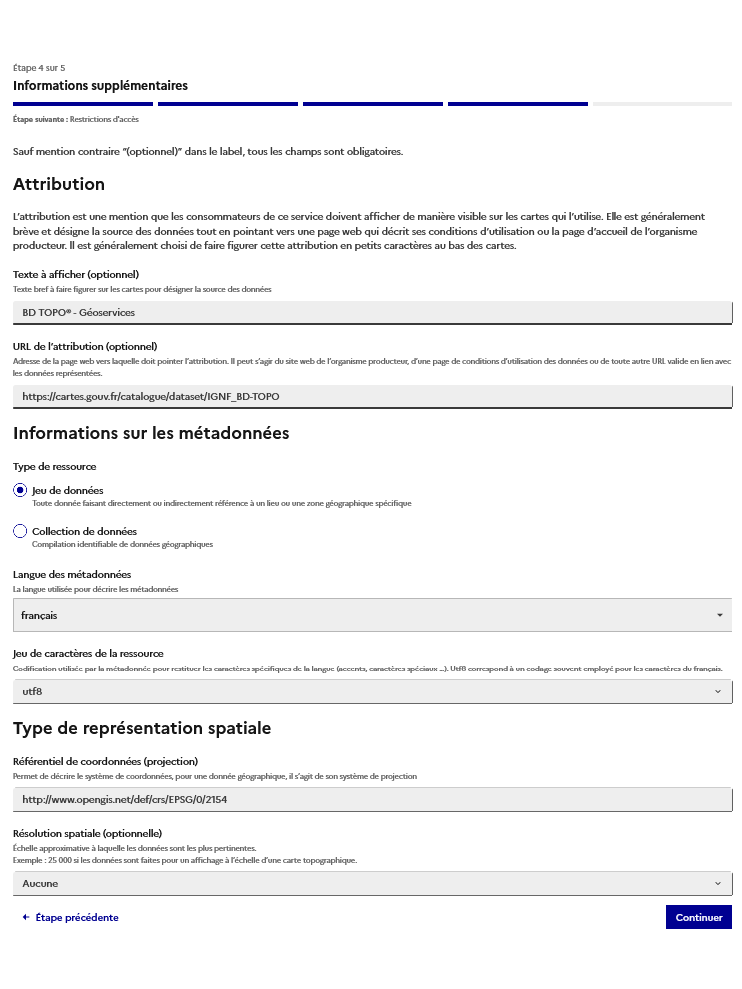 Étape 4 sur 5
Informations supplémentaires
Étape suivante : Restrictions d'accès
Sauf mention contraire “(optionnel)” dans le label, tous les champs sont obligatoires.
Attribution
L’attribution est une mention que les consommateurs de ce service doivent afficher de manière visible sur les cartes qui l’utilise. Elle est généralement
brève et désigne la source des données tout en pointant vers une page web qui décrit ses conditions d’utilisation ou la page d’accueil de l’organisme
producteur. Il est généralement choisi de faire figurer cette attribution en petits caractères au bas des cartes.
Texte à afficher (optionnel)
Texte bref à faire figurer sur les cartes pour désigner la source des données
BD TOPO® - Géoservices
URL de l’attribution (optionnel)
Adresse de la page web vers laquelle doit pointer l’attribution. Il peut s’agir du site web de l’organisme producteur, d’une page de conditions d’utilisation des données ou de toute autre URL valide en lien avec
les données représentées.
https://cartes.gouv.fr/catalogue/dataset/IGNF_BD-TOPO
Informations sur les métadonnées
Type de ressource
Jeu de données
Toute donnée faisant directement ou indirectement référence à un lieu ou une zone géographique spécifique
Collection de données
Compilation identifiable de données géographiques
Langue des métadonnées
La langue utilisée pour décrire les métadonnées
français
Jeu de caractères de la ressource
Codification utilisée par la métadonnée pour restituer les caractères spécifiques de la langue (accents, caractères spéciaux ...). Utf8 correspond à un codage souvent employé pour les caractères du français.
utf8
Type de représentation spatiale
Référentiel de coordonnées (projection)
Permet de décrire le système de coordonnées, pour une donnée géographique, il s’agit de son système de projection
http://www.opengis.net/def/crs/EPSG/0/2154
Résolution spatiale (optionnelle)
Échelle approximative à laquelle les données sont les plus pertinentes.
Exemple : 25 000 si les données sont faites pour un affichage à l’échelle d’une carte topographique.
Aucune
Étape précédente
Continuer